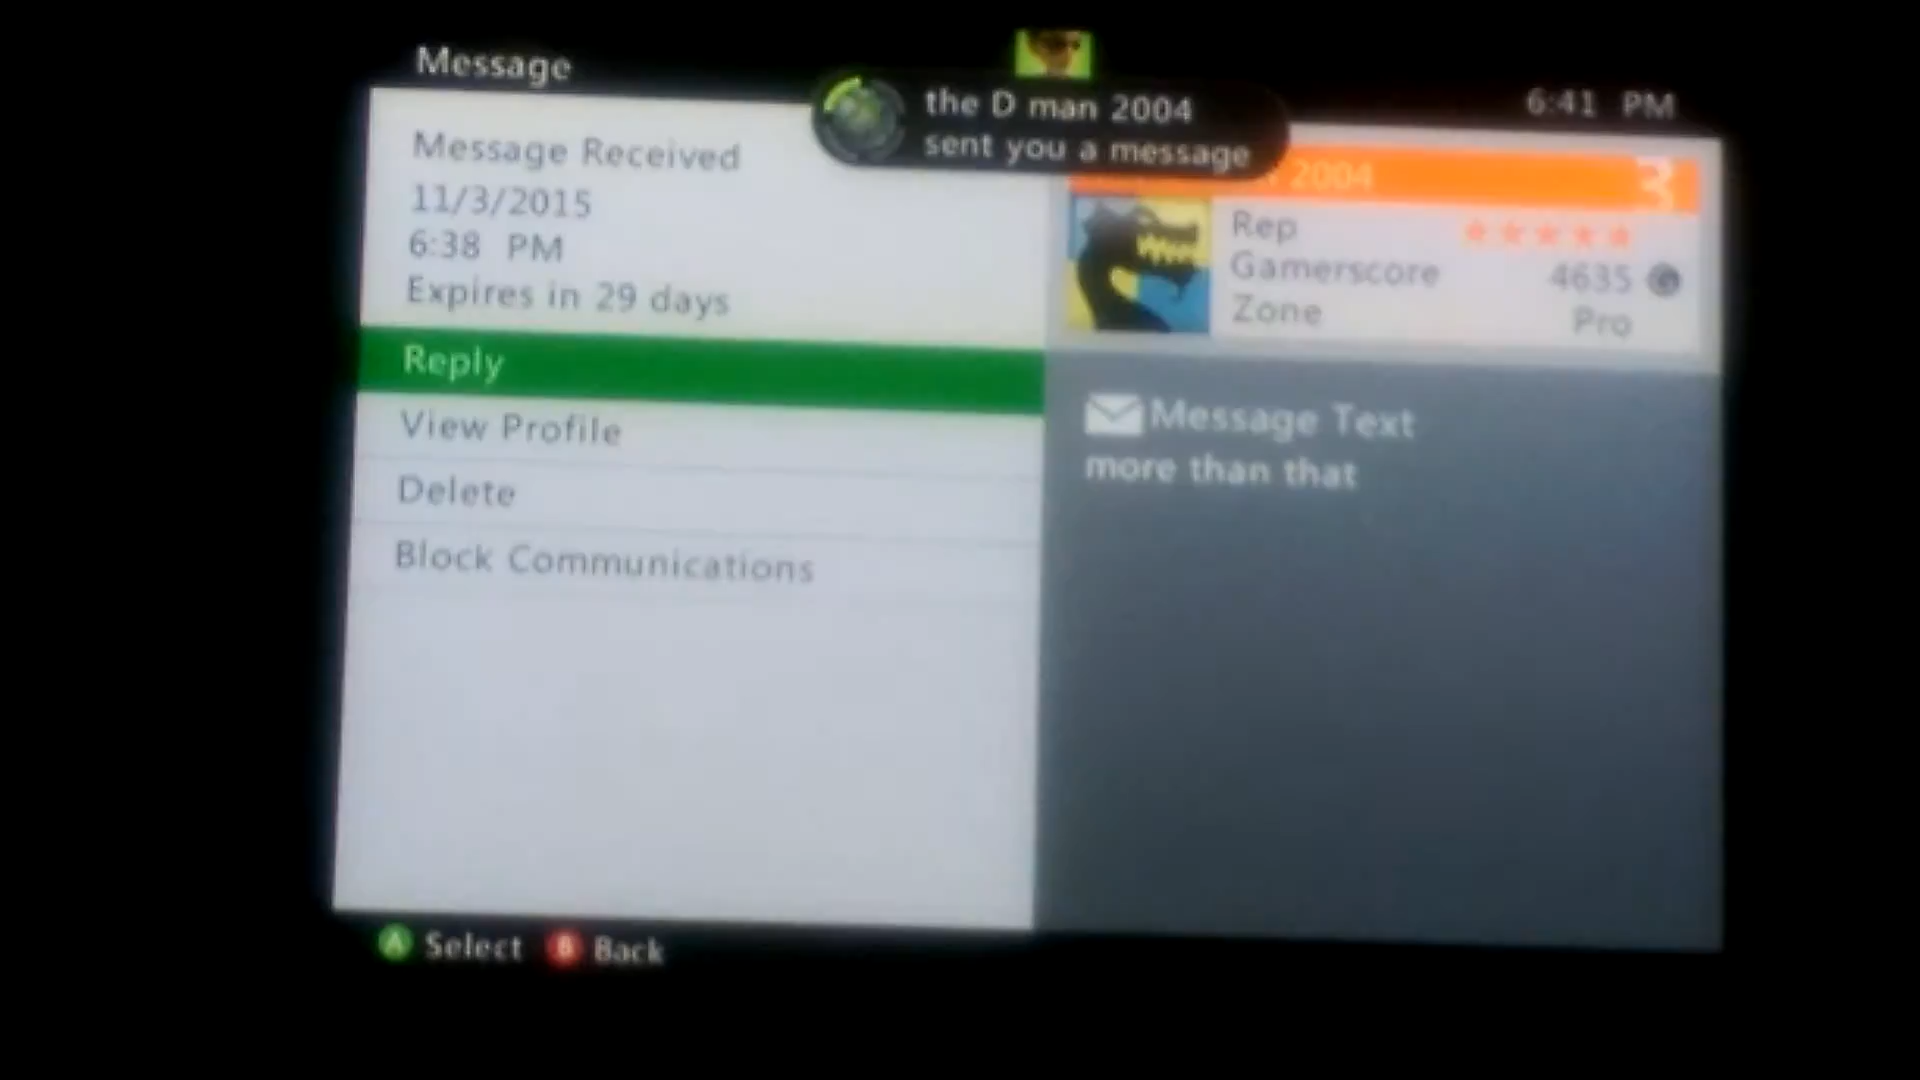 Message
the D man 2004
sent you a message
6:41 PM
Message Received
11/3/2015
6:38 PM
Expires in 29 days
2004
3
Rep
Gamerscore 4635 G
Zone Pro
Reply
View Profile
Delete
Block Communications
Message Text
more than that
A Select B Back